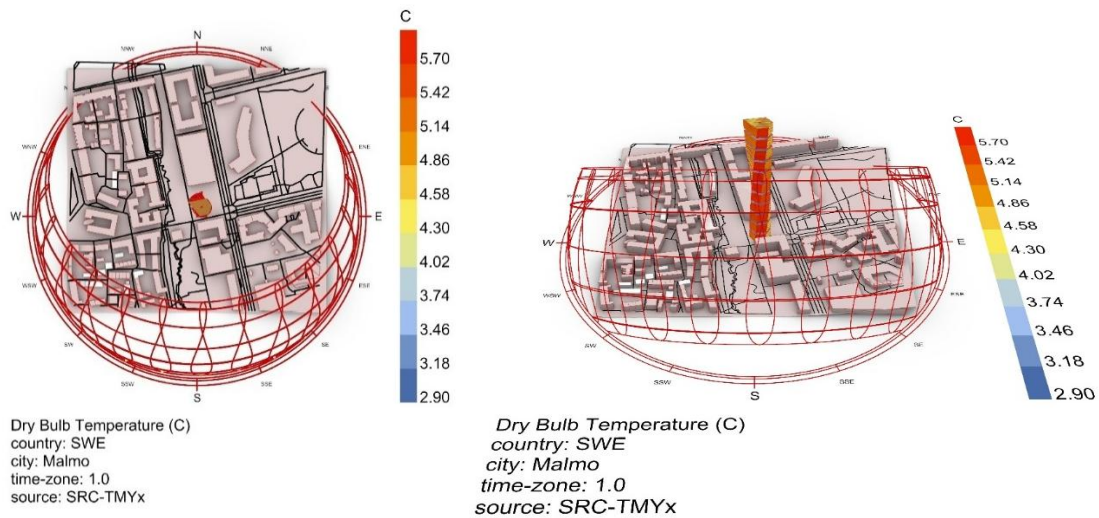 C
N
NNW
NNE
5.70
5.42
5.14
4.86
4.58
4.30
4.02
3.74
3.46
3.18
2.90
WNW
ENE
W
E
WSW
ESE
SW
SE
SSW
SSE
S
Dry Bulb Temperature (C)
country: SWE
city: Malmo
time-zone: 1.0
source: SRC-TMYx
C
5.70
5.42
5.14
4.86
4.58
4.30
4.02
3.74
3.46
3.18
2.90
W
E
WSW
ESE
SW
SE
SSW
SSE
S
Dry Bulb Temperature (C)
country: SWE
city: Malmo
time-zone: 1.0
source: SRC-TMYx